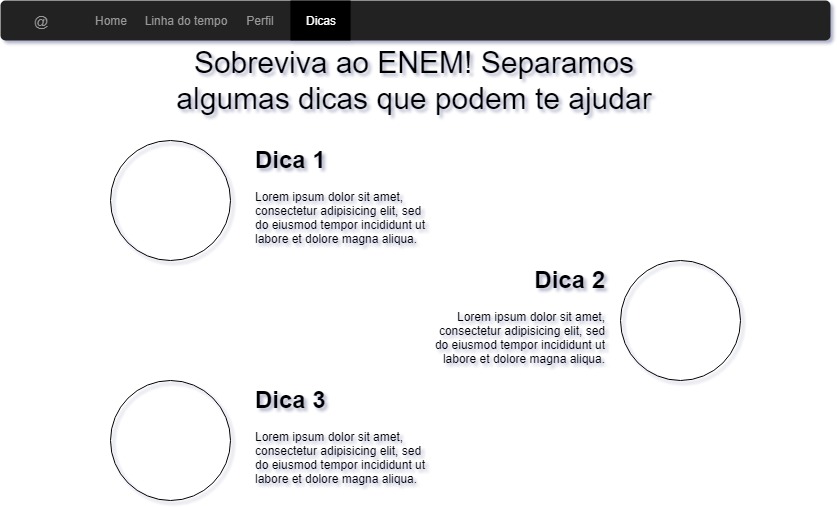 @ Home Linha do tempo Perfil Dicas
Sobreviva ao ENEM! Separamos
algumas dicas que podem te ajudar
Dica 1
Lorem ipsum dolor sit amet,
consectetur adipisicing elit, sed
do eiusmod tempor incididunt ut
labore et dolore magna aliqua.
Dica 2
Lorem ipsum dolor sit amet,
consectetur adipisicing elit, sed
do eiusmod tempor incididunt ut
labore et dolore magna aliqua.
Dica 3
Lorem ipsum dolor sit amet,
consectetur adipisicing elit, sed
do eiusmod tempor incididunt ut
labore et dolore magna aliqua.